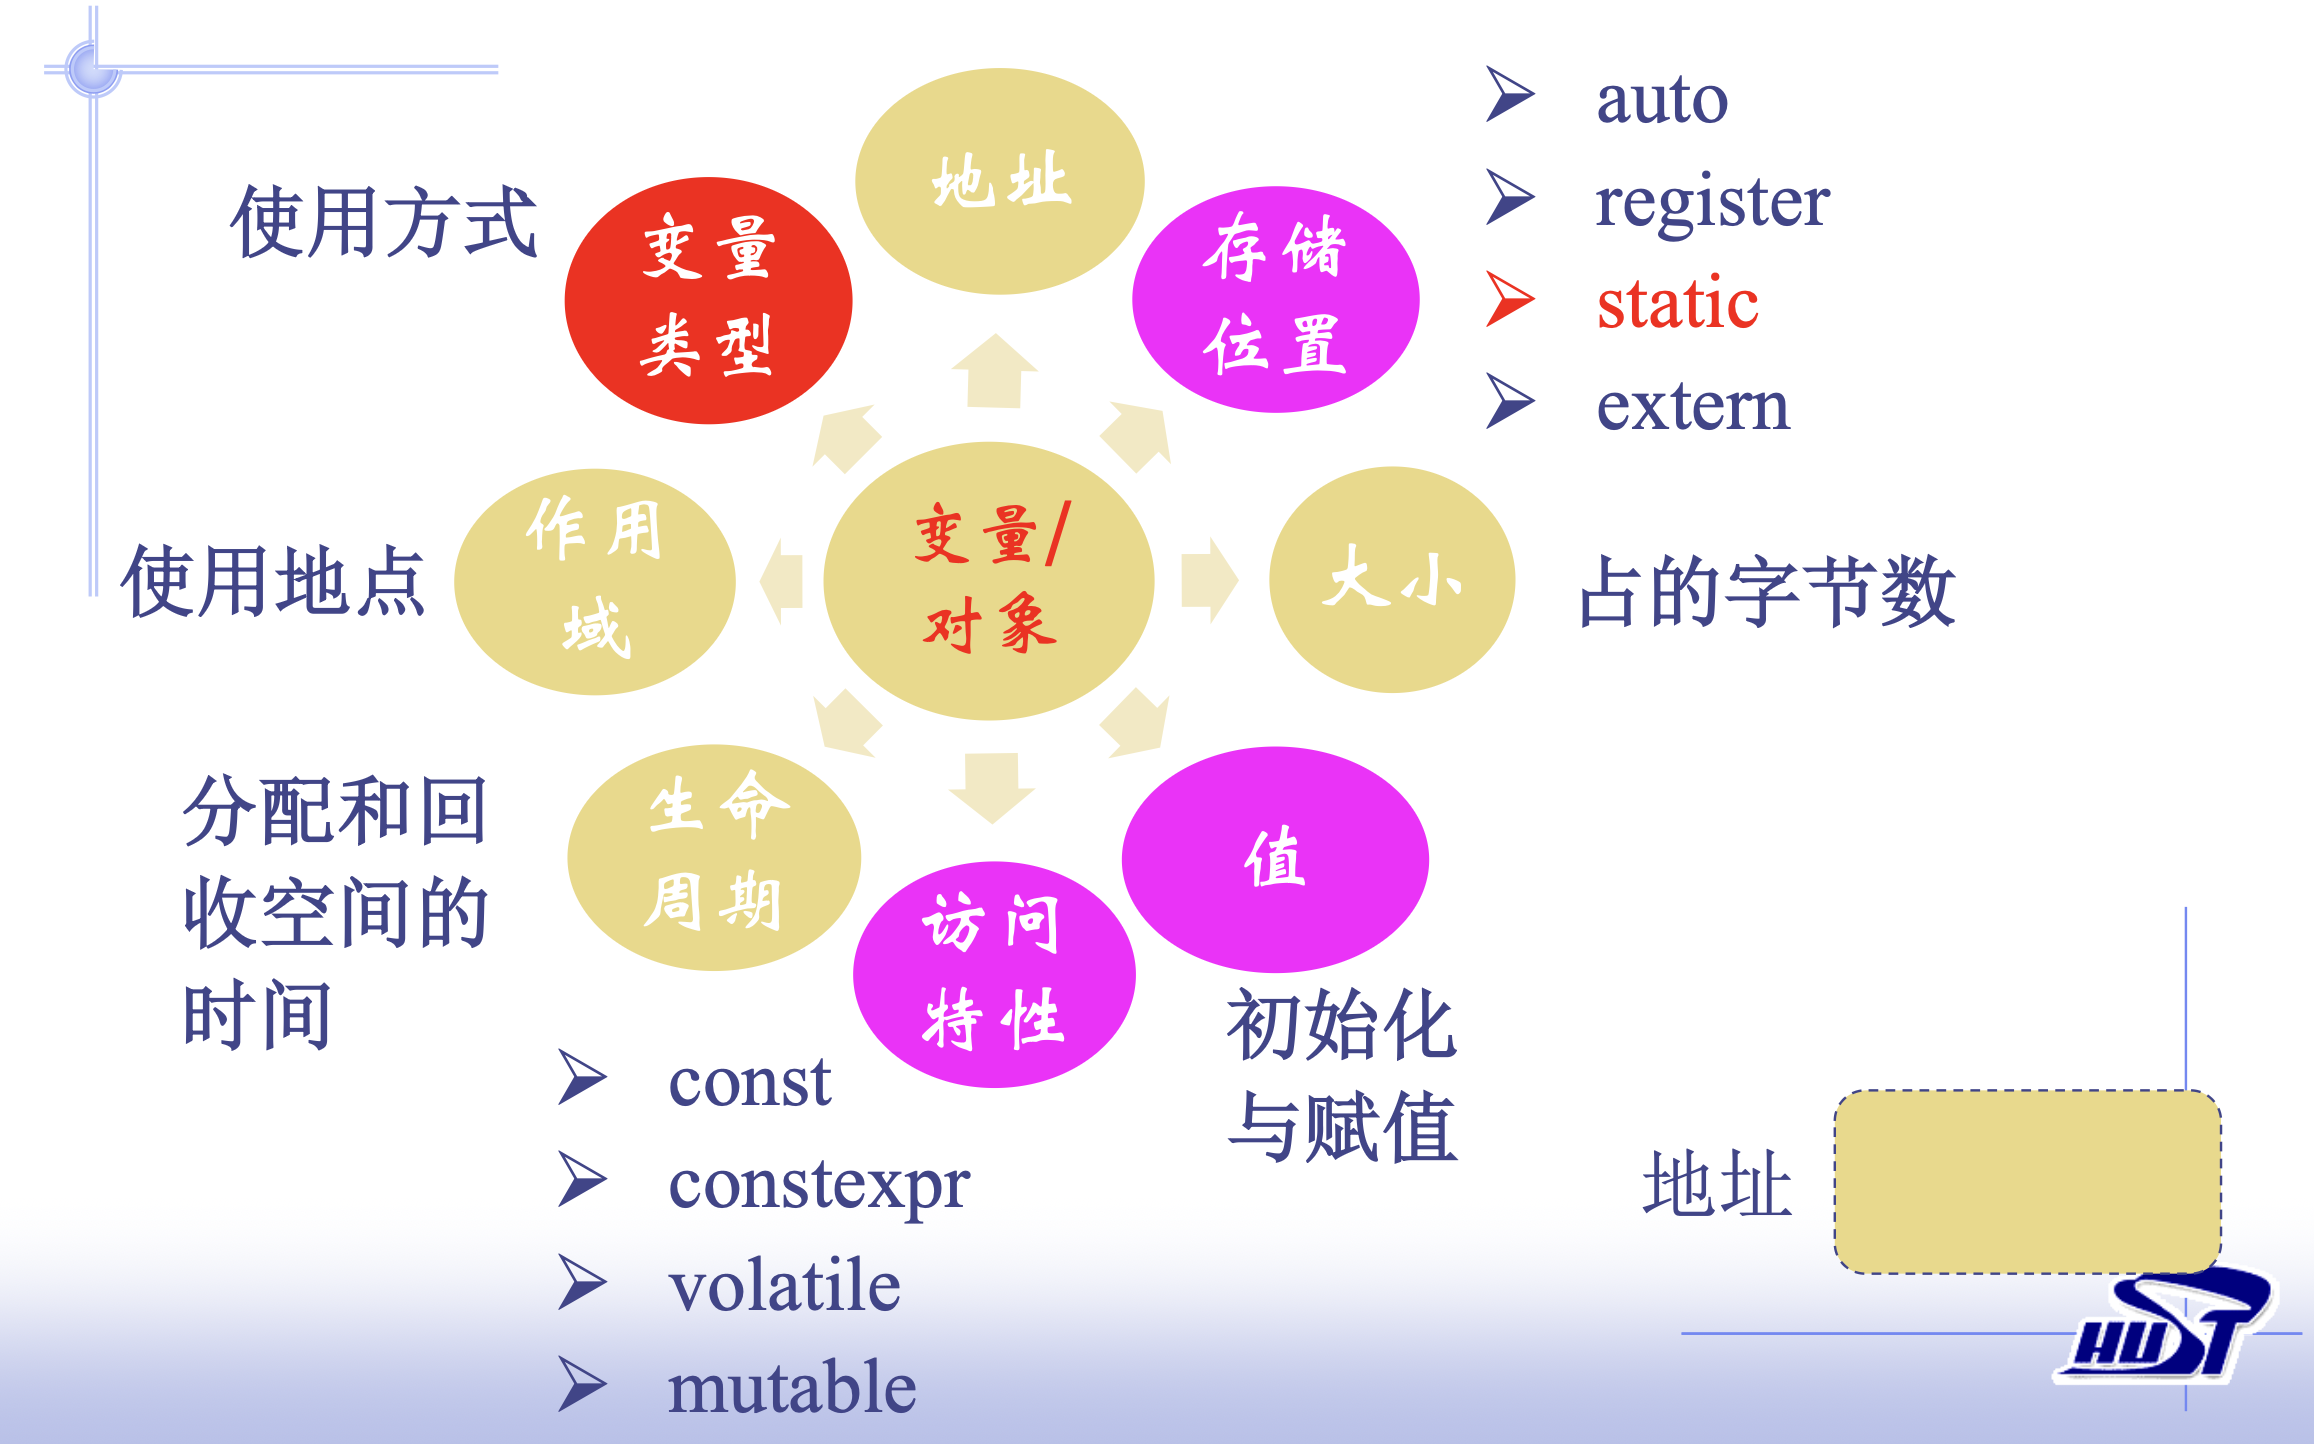 地址
auto
register
static
extern
存储
位置
使用方式
变量
类型
使用地点
作用
域
变量/
对象
大小
占的字节数
分配和回
收空间的
时间
生命
周期
访问
特性
值
初始化
与赋值
const
constexpr
volatile
mutable
地址
HUST